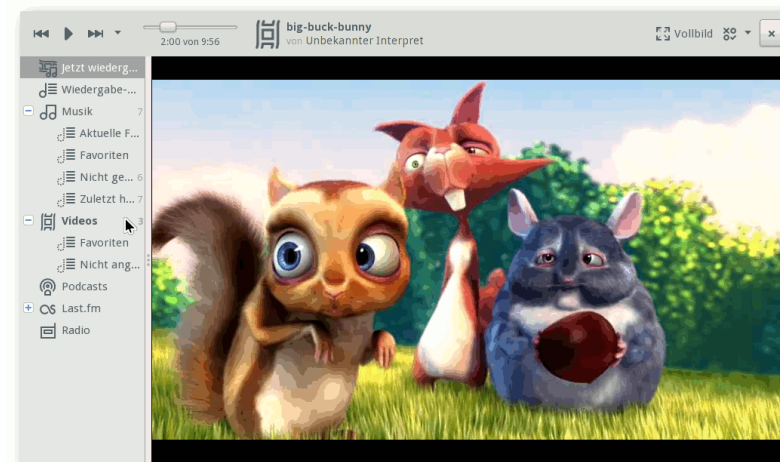 2:00 von 9:56
big-buck-bunny
von Unbekannter Interpret
Vollbild
Jetzt wiederg...
Wiedergabe-...
Musik 7
Aktuelle F...
Favoriten
Nicht ge... 6
Zuletzt h... 7
Videos 3
Favoriten
Nicht ang...
Podcasts
Last.fm
Radio